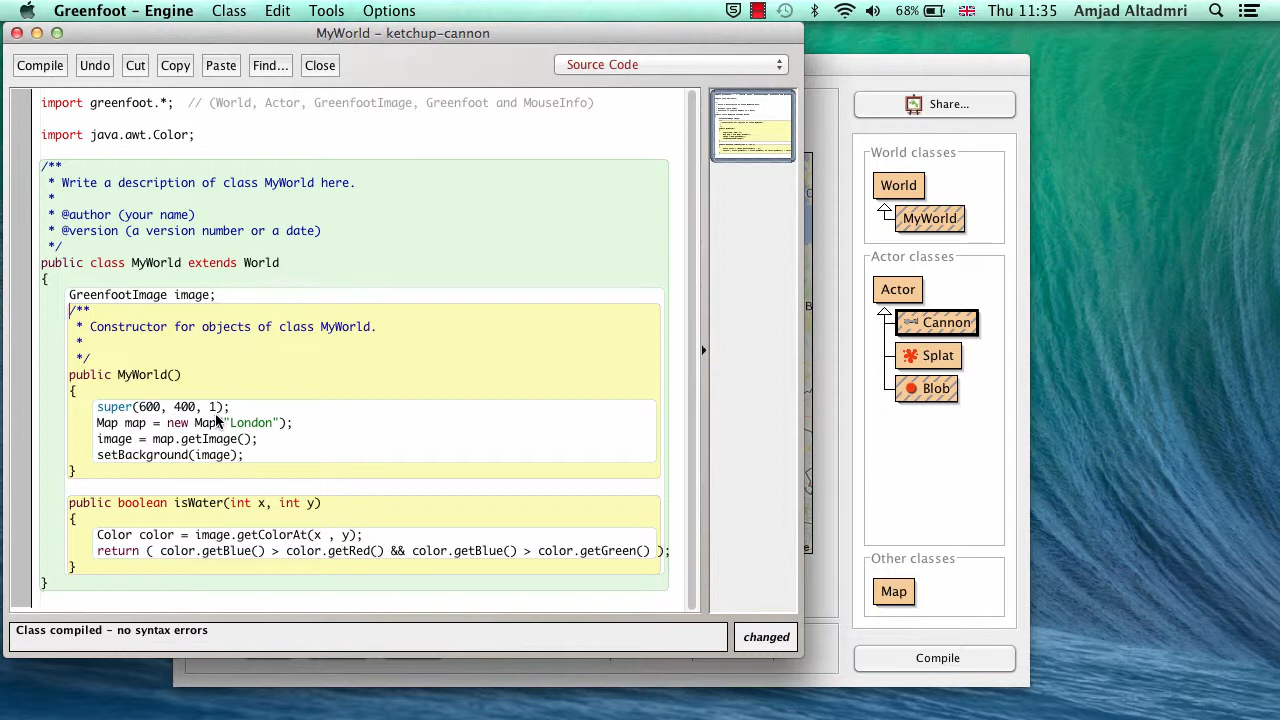 Greenfoot - Engine Class Edit Tools Options 68% Thu 11:35 Amjad Altadmri
MyWorld - ketchup-cannon
Compile Undo Cut Copy Paste Find... Close Source Code
import greenfoot.*;  // (World, Actor, GreenfootImage, Greenfoot and MouseInfo)
import java.awt.Color;
/**
* Write a description of class MyWorld here.
*
* @author (your name)
* @version (a version number or a date)
*/
public class MyWorld extends World
{
GreenfootImage image;
/**
* Constructor for objects of class MyWorld.
*
*/
public MyWorld()
{
super(600, 400, 1);
Map map = new Map("London");
image = map.getImage();
setBackground(image);
}
public boolean isWater(int x, int y)
{
Color color = image.getColorAt(x , y);
return ( color.getBlue() > color.getRed() && color.getBlue() > color.getGreen() );
}
}
Class compiled - no syntax errors
changed
Share...
World classes
World
MyWorld
Actor classes
Actor
Cannon
Splat
Blob
Other classes
Map
Compile